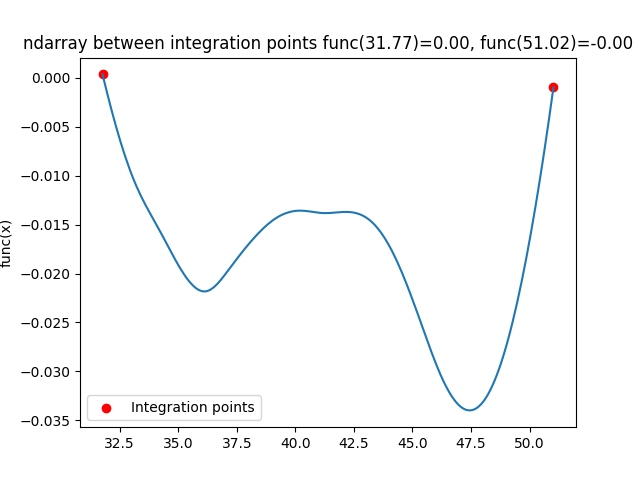 ndarray between integration points func(31.77)=0.00, func(51.02)=-0.00
0.000
−0.005
−0.010
−0.015
−0.020
−0.025
−0.030
−0.035
func(x)
Integration points
32.5 35.0 37.5 40.0 42.5 45.0 47.5 50.0